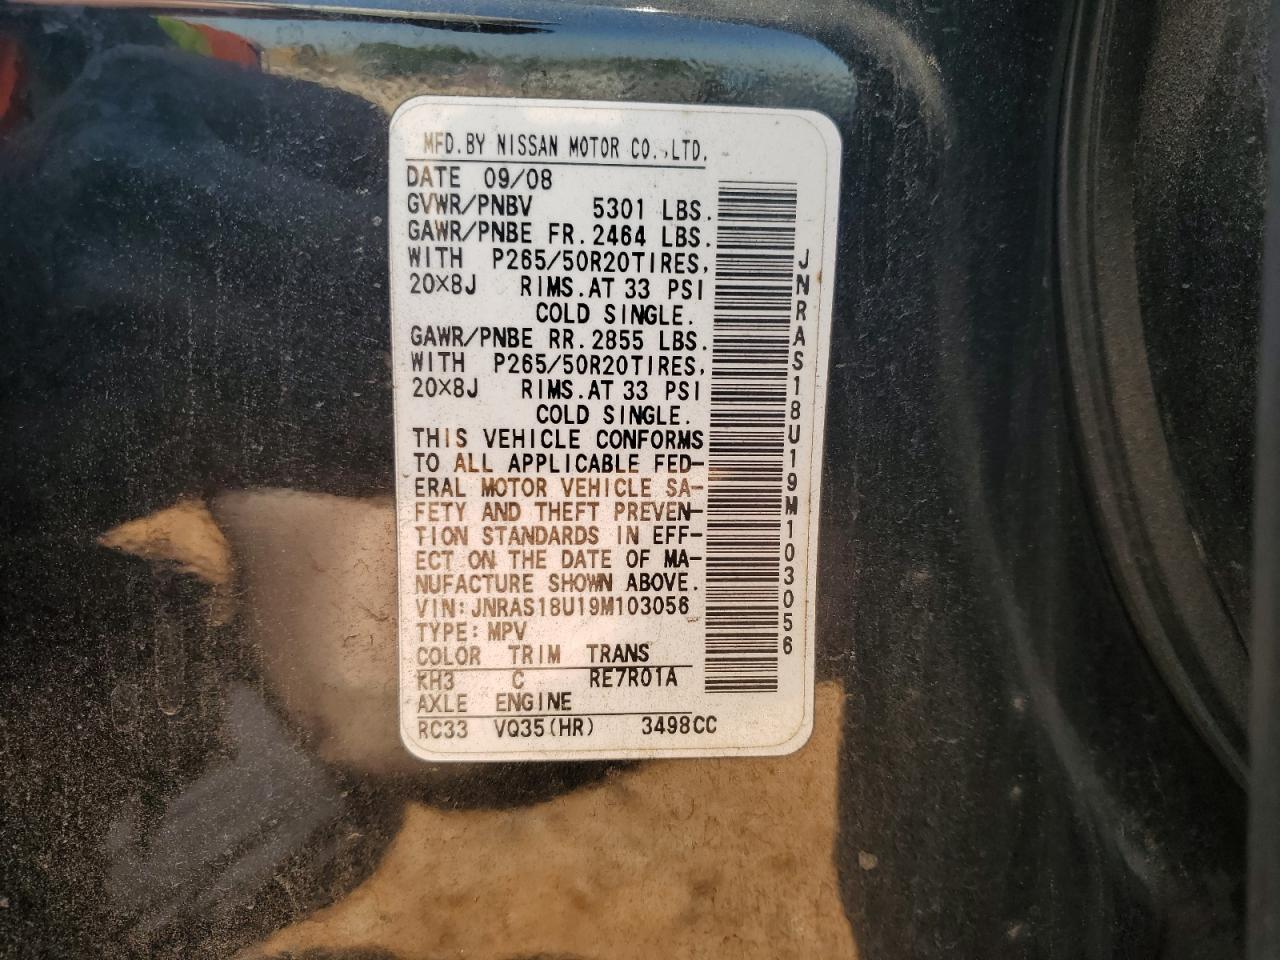 MFD.BY NISSAN MOTOR CO.,LTD.
DATE 09/08
GVWR/PNBV 5301 LBS.
GAWR/PNBE FR.2464 LBS.
WITH P265/50R20TIRES,
20×8J RIMS.AT 33 PSI
COLD SINGLE.
GAWR/PNBE RR.2855 LBS.
WITH P265/50R20TIRES,
20×8J RIMS.AT 33 PSI
COLD SINGLE.
THIS VEHICLE CONFORMS
TO ALL APPLICABLE FED-
ERAL MOTOR VEHICLE SA-
FETY AND THEFT PREVEN-
TION STANDARDS IN EFF-
ECT ON THE DATE OF MA-
NUFACTURE SHOWN ABOVE.
VIN:JNRAS18U19M103056
TYPE:MPV
COLOR TRIM TRANS
KH3 C RE7R01A
AXLE ENGINE
RC33 VQ35(HR) 3498CC
JNRAS18U19M103056